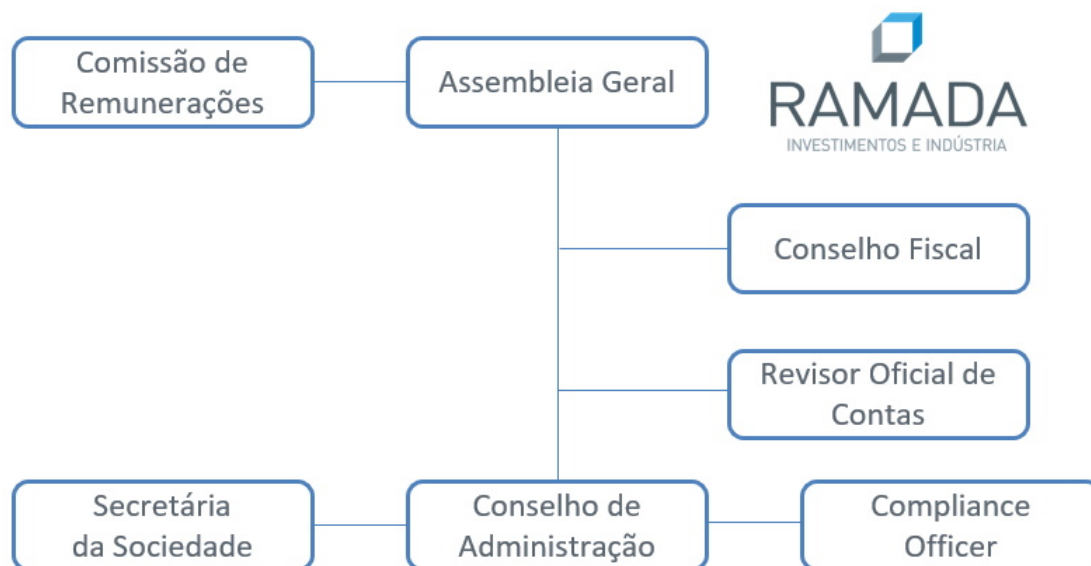 Comissão de
Remunerações
Assembleia Geral
RAMADA
INVESTIMENTOS E INDÚSTRIA
Conselho Fiscal
Revisor Oficial de
Contas
Secretária
da Sociedade
Conselho de
Administração
Compliance
Officer